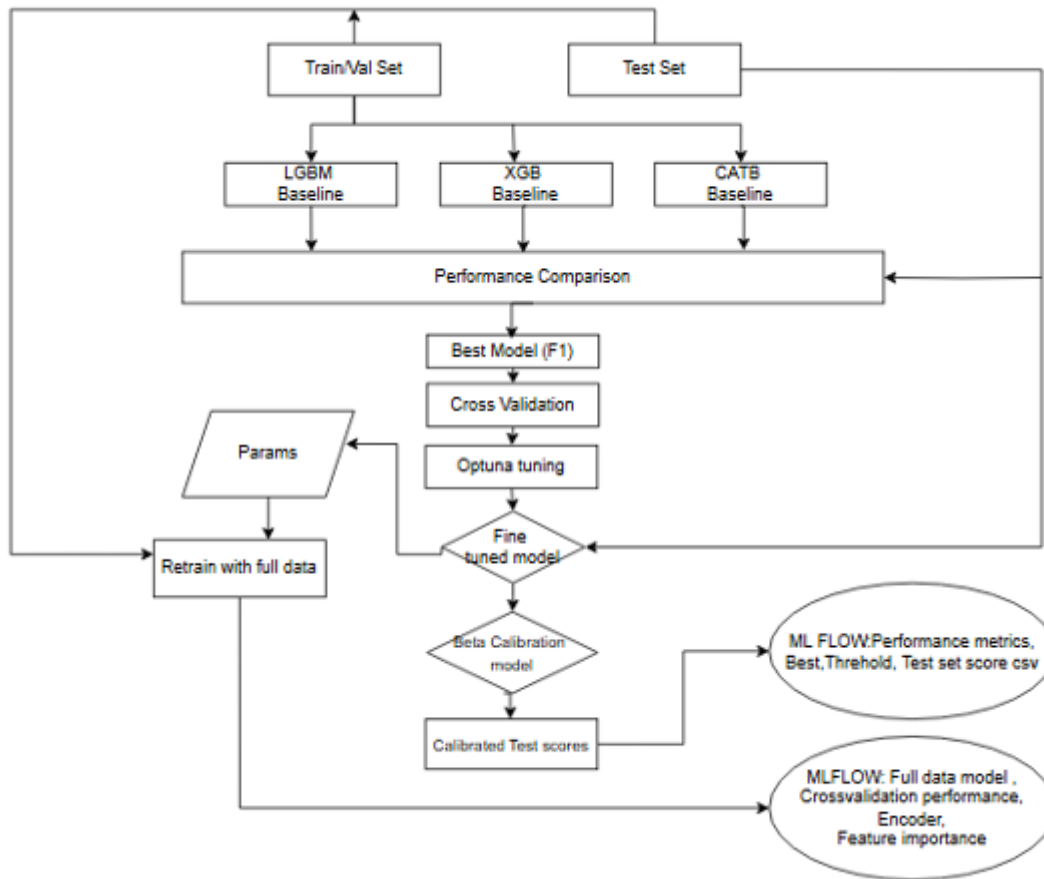 Train/Val Set
Test Set
LGBM
Baseline
XGB
Baseline
CATB
Baseline
Performance Comparison
Best Model (F1)
Cross Validation
Params
Optuna tuning
Fine
tuned model
Retrain with full data
Beta Calibration
model
ML FLOW:Performance metrics,
Best,Threhold, Test set score csv
Calibrated Test scores
MLFLOW: Full data model ,
Crossvalidation performance,
Encoder,
Feature importance